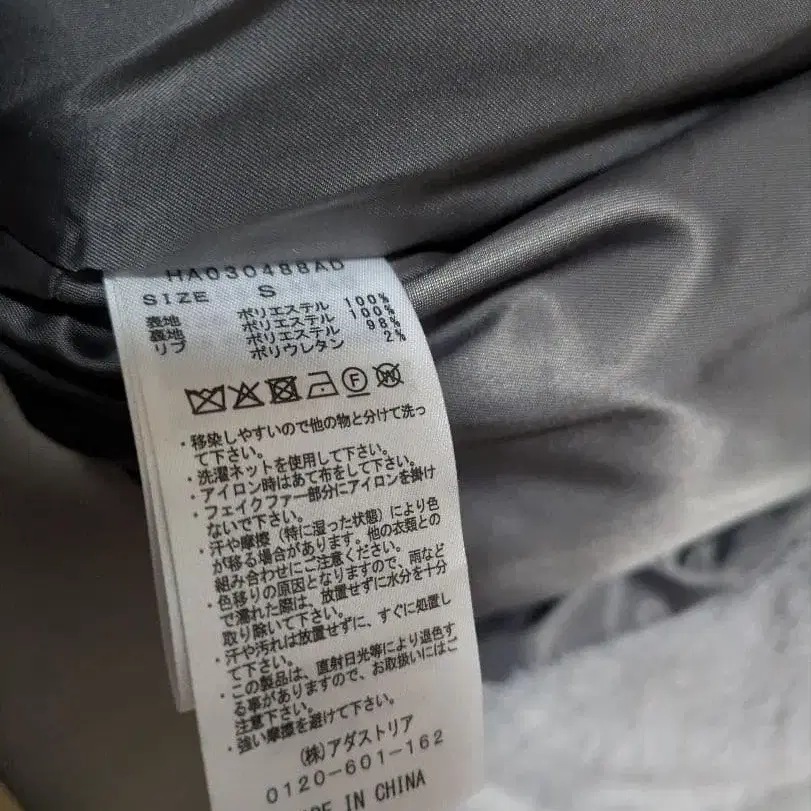 HA030488AD
SIZE S
表地 ポリエステル 100%
裏地 ポリエステル 100%
リブ ポリエステル 98%
ポリウレタン 2%
F
W
・移染しやすいので他の物と分けて洗っ
て下さい。
・洗濯ネットを使用して下さい。
・アイロン時はあて布をして下さい。
・フェイクファー部分にアイロンを掛け
ないで下さい。
・汗や摩擦（特に湿った状態）により色
が移る場合があります。他の衣類との
組み合わせにご注意ください。
・色移りの原因となりますので、雨など
で濡れた際は、放置せずに水分を十分
取り除いて下さい。
・汗や汚れは放置せずに、すぐに処置し
て下さい。
・この製品は、直射日光等により退色す
る事がありますので、お取扱いにはご
注意下さい。
・強い摩擦を避けて下さい。
(株)アダストリア
0120-601-162
MADE IN CHINA